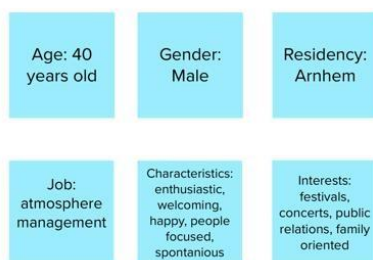 Age: 40
years old
Gender:
Male
Residency:
Arnhem
Job:
atmosphere
management
Characteristics:
enthusiastic,
welcoming,
happy, people
focused,
spontanious
Interests:
festivals,
concerts, public
relations, family
oriented